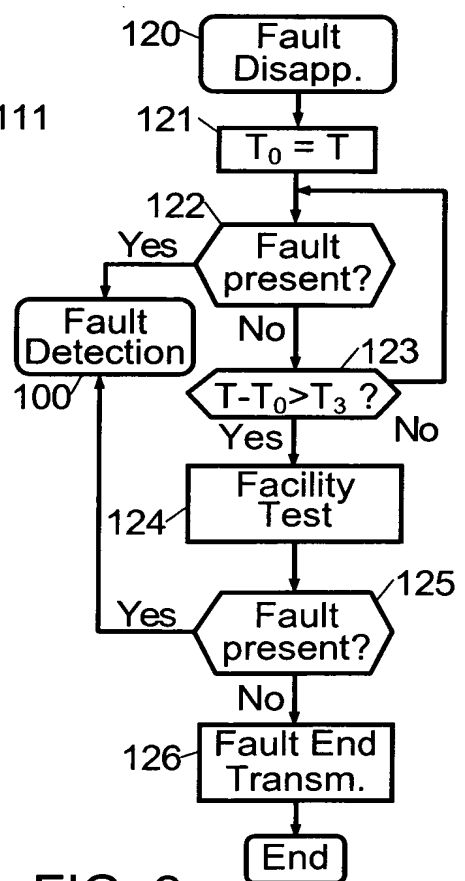 120
Fault
Disapp.
111
121
T₀ = T
122
Yes
Fault
present?
Fault
Detection
100
No
123
T-T₀>T₃ ?
No
Yes
Facility
Test
124
125
Yes
Fault
present?
No
126
Fault End
Transm.
End